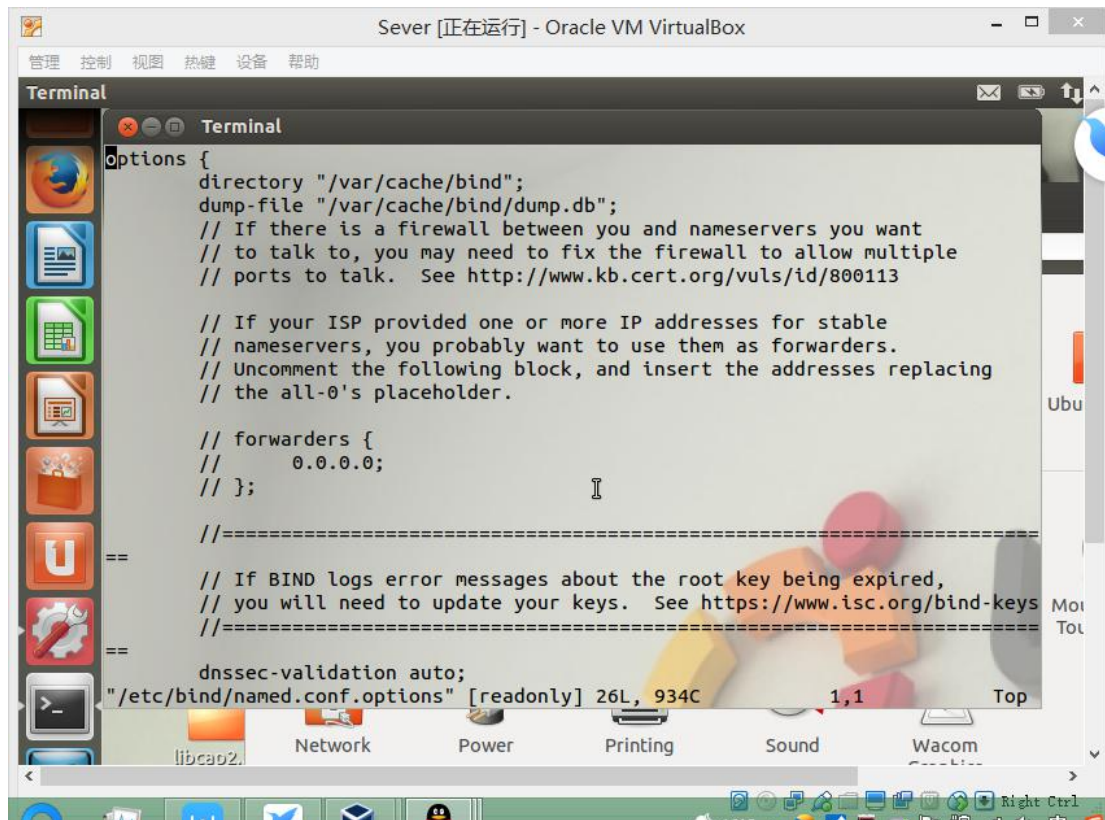 Sever [正在运行] - Oracle VM VirtualBox
管理 控制 视图 热键 设备 帮助
Terminal
Terminal
options {
directory "/var/cache/bind";
dump-file "/var/cache/bind/dump.db";
// If there is a firewall between you and nameservers you want
// to talk to, you may need to fix the firewall to allow multiple
// ports to talk.  See http://www.kb.cert.org/vuls/id/800113
// If your ISP provided one or more IP addresses for stable
// nameservers, you probably want to use them as forwarders.
// Uncomment the following block, and insert the addresses replacing
// the all-0's placeholder.
Ubu
// forwarders {
//      0.0.0.0;
// };
//======================================================================
==
// If BIND logs error messages about the root key being expired,
// you will need to update your keys.  See https://www.isc.org/bind-keys
Mou
//======================================================================
Tou
==
dnssec-validation auto;
"/etc/bind/named.conf.options" [readonly] 26L, 934C 1,1 Top
libcap2. Network Power Printing Sound Wacom
Right Ctrl